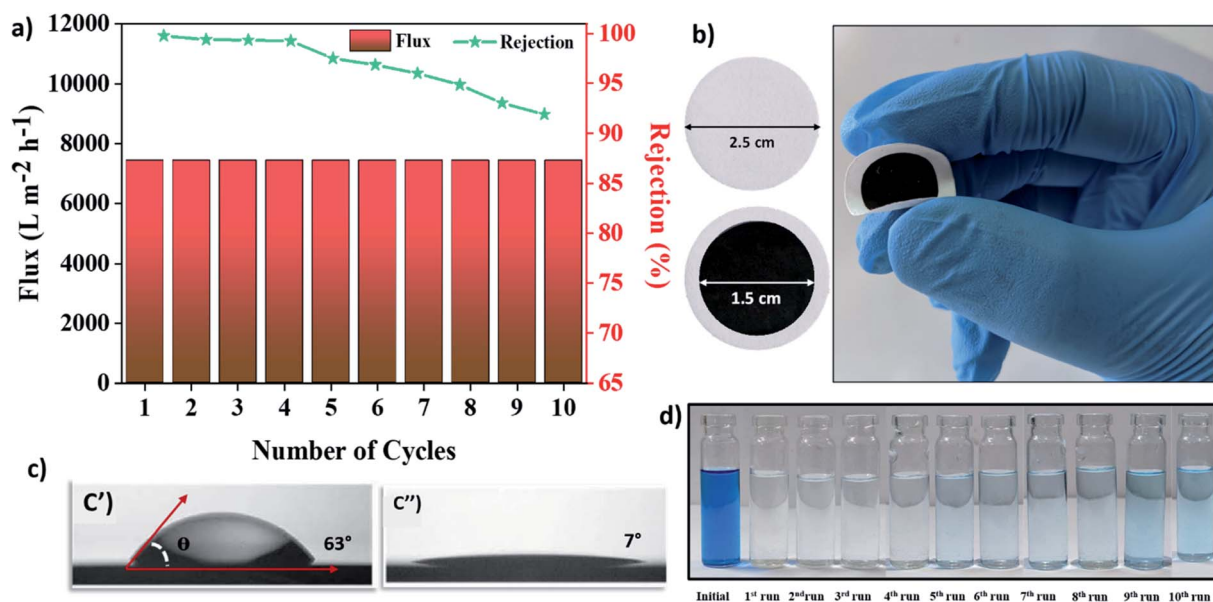 a)
Flux (L m⁻² h⁻¹)
12000
10000
8000
6000
4000
2000
0
Flux
Rejection
100
95
90
85
80
75
70
65
Rejection (%)
1 2 3 4 5 6 7 8 9 10
Number of Cycles
b)
2.5 cm
1.5 cm
c)
C')
θ
63°
C'')
7°
d)
Initial 1st run 2nd run 3rd run 4th run 5th run 6th run 7th run 8th run 9th run 10th run